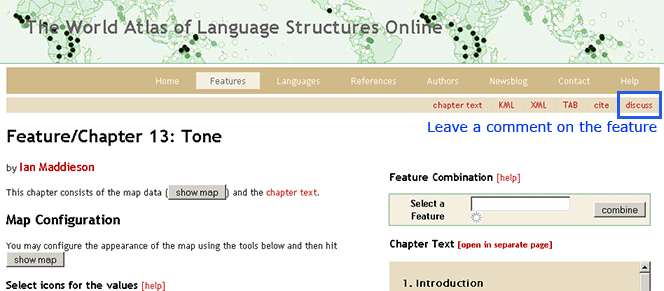 The World Atlas of Language Structures Online
Home Features Languages References Authors Newsblog Contact Help
chapter text KML XML TAB cite discuss
Leave a comment on the feature
Feature/Chapter 13: Tone
by Ian Maddieson
This chapter consists of the map data ( show map ) and the chapter text.
Map Configuration
You may configure the appearance of the map using the tools below and then hit
show map
Select icons for the values [help]
Feature Combination [help]
Select a
Feature
combine
Chapter Text [open in separate page]
1. Introduction